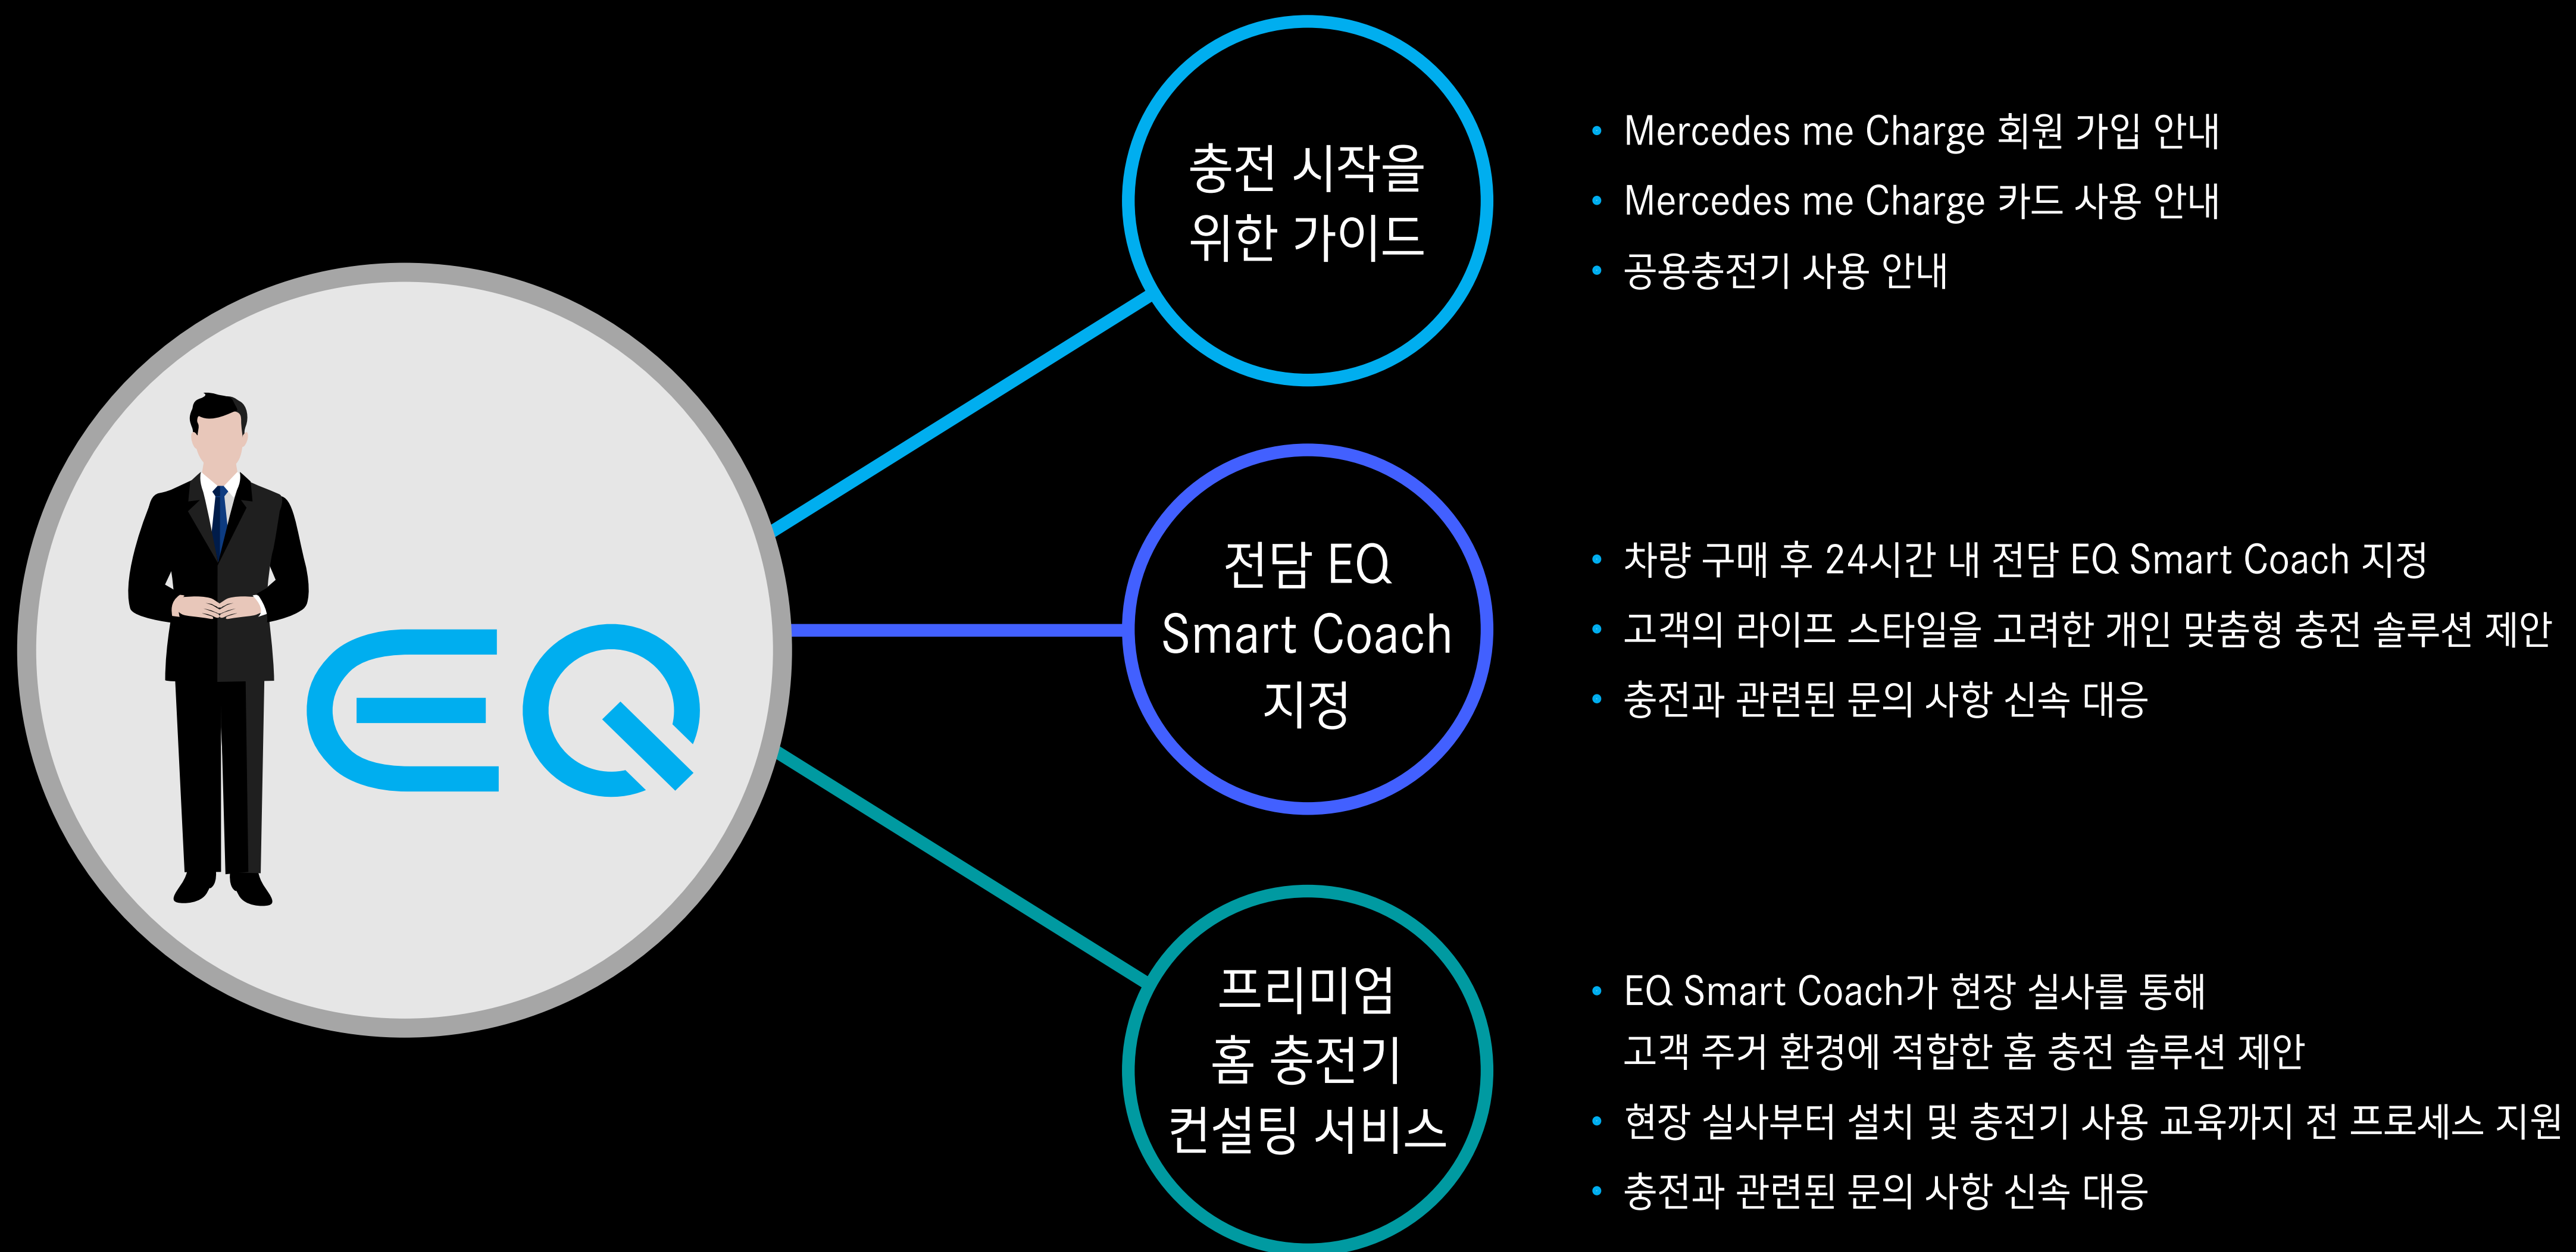 EQ
충전 시작을
위한 가이드
• Mercedes me Charge 회원 가입 안내
• Mercedes me Charge 카드 사용 안내
• 공용충전기 사용 안내
전담 EQ
Smart Coach
지정
• 차량 구매 후 24시간 내 전담 EQ Smart Coach 지정
• 고객의 라이프 스타일을 고려한 개인 맞춤형 충전 솔루션 제안
• 충전과 관련된 문의 사항 신속 대응
프리미엄
홈 충전기
컨설팅 서비스
• EQ Smart Coach가 현장 실사를 통해
고객 주거 환경에 적합한 홈 충전 솔루션 제안
• 현장 실사부터 설치 및 충전기 사용 교육까지 전 프로세스 지원
• 충전과 관련된 문의 사항 신속 대응